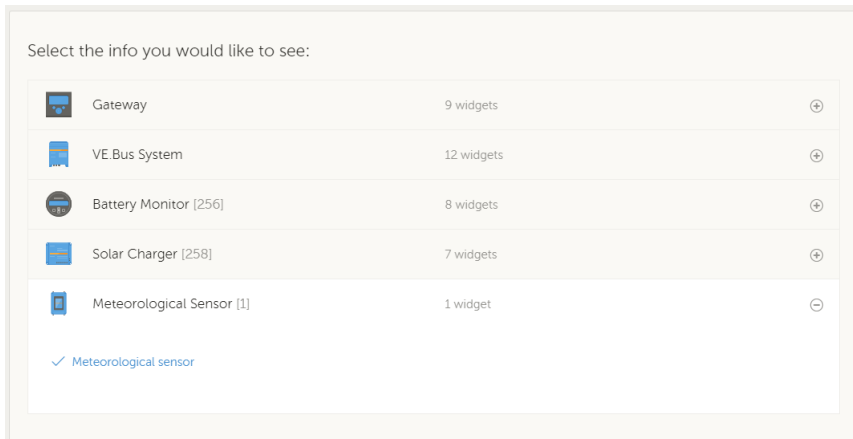 Select the info you would like to see:
Gateway 9 widgets
VE.Bus System 12 widgets
Battery Monitor [256] 8 widgets
Solar Charger [258] 7 widgets
Meteorological Sensor [1] 1 widget
Meteorological sensor